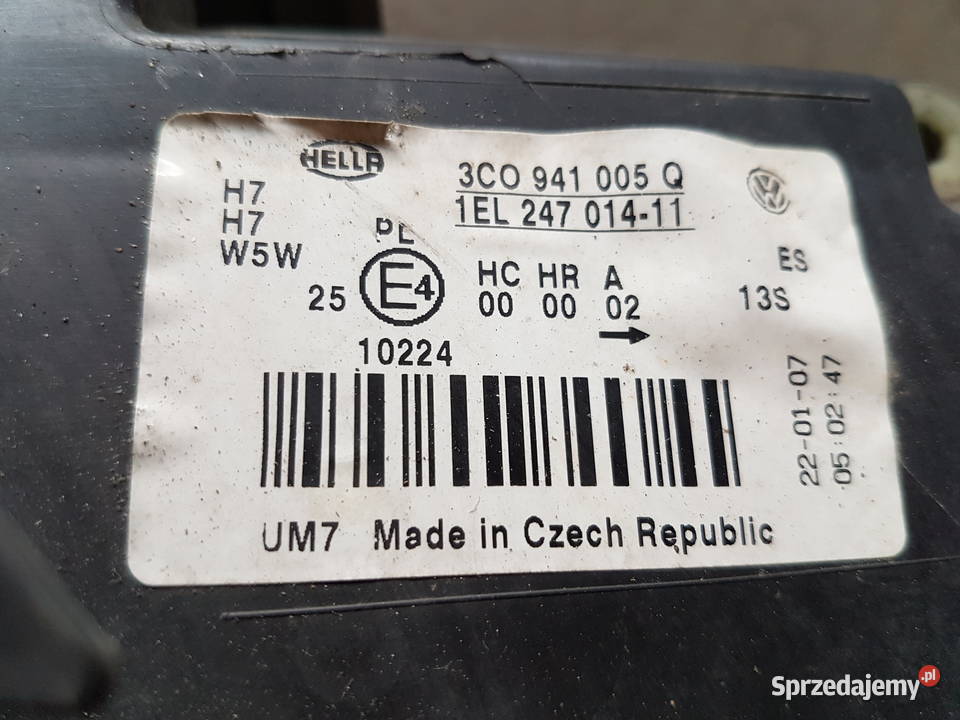 HELLA
3C0 941 005 Q
1EL 247 014-11
H7
H7
W5W
PL
25 E4
HC HR A
00 00 02
ES
13S
10224
22-01-07
05:02:47
UM7 Made in Czech Republic
Sprzedajemy.pl